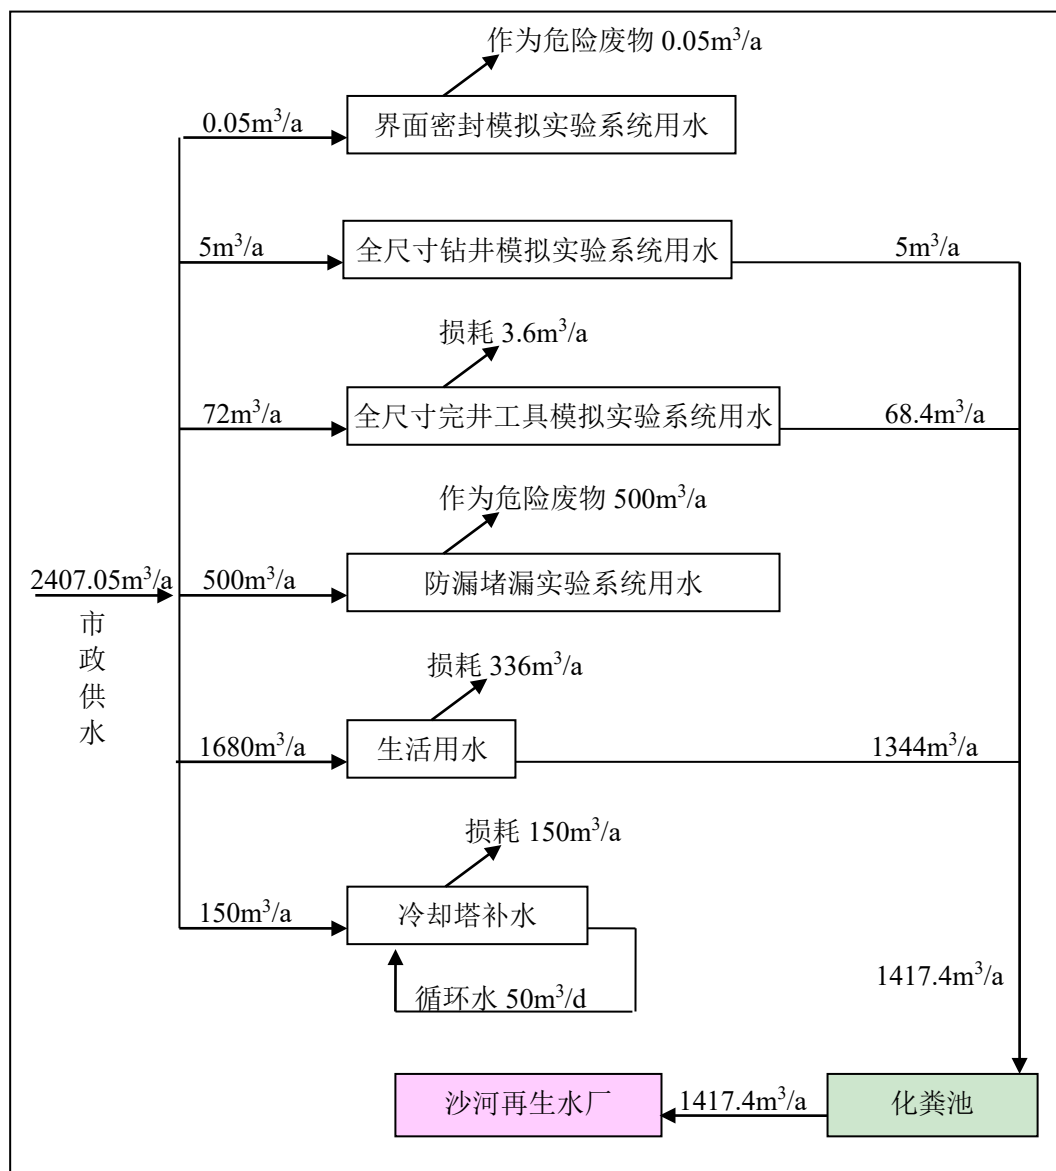 作为危险废物 0.05m³/a
0.05m³/a
界面密封模拟实验系统用水
5m³/a
全尺寸钻井模拟实验系统用水
5m³/a
损耗 3.6m³/a
72m³/a
全尺寸完井工具模拟实验系统用水
68.4m³/a
作为危险废物 500m³/a
2407.05m³/a
500m³/a
防漏堵漏实验系统用水
市
政
供
水
损耗 336m³/a
1680m³/a
生活用水
1344m³/a
损耗 150m³/a
150m³/a
冷却塔补水
循环水 50m³/d
1417.4m³/a
沙河再生水厂
1417.4m³/a
化粪池